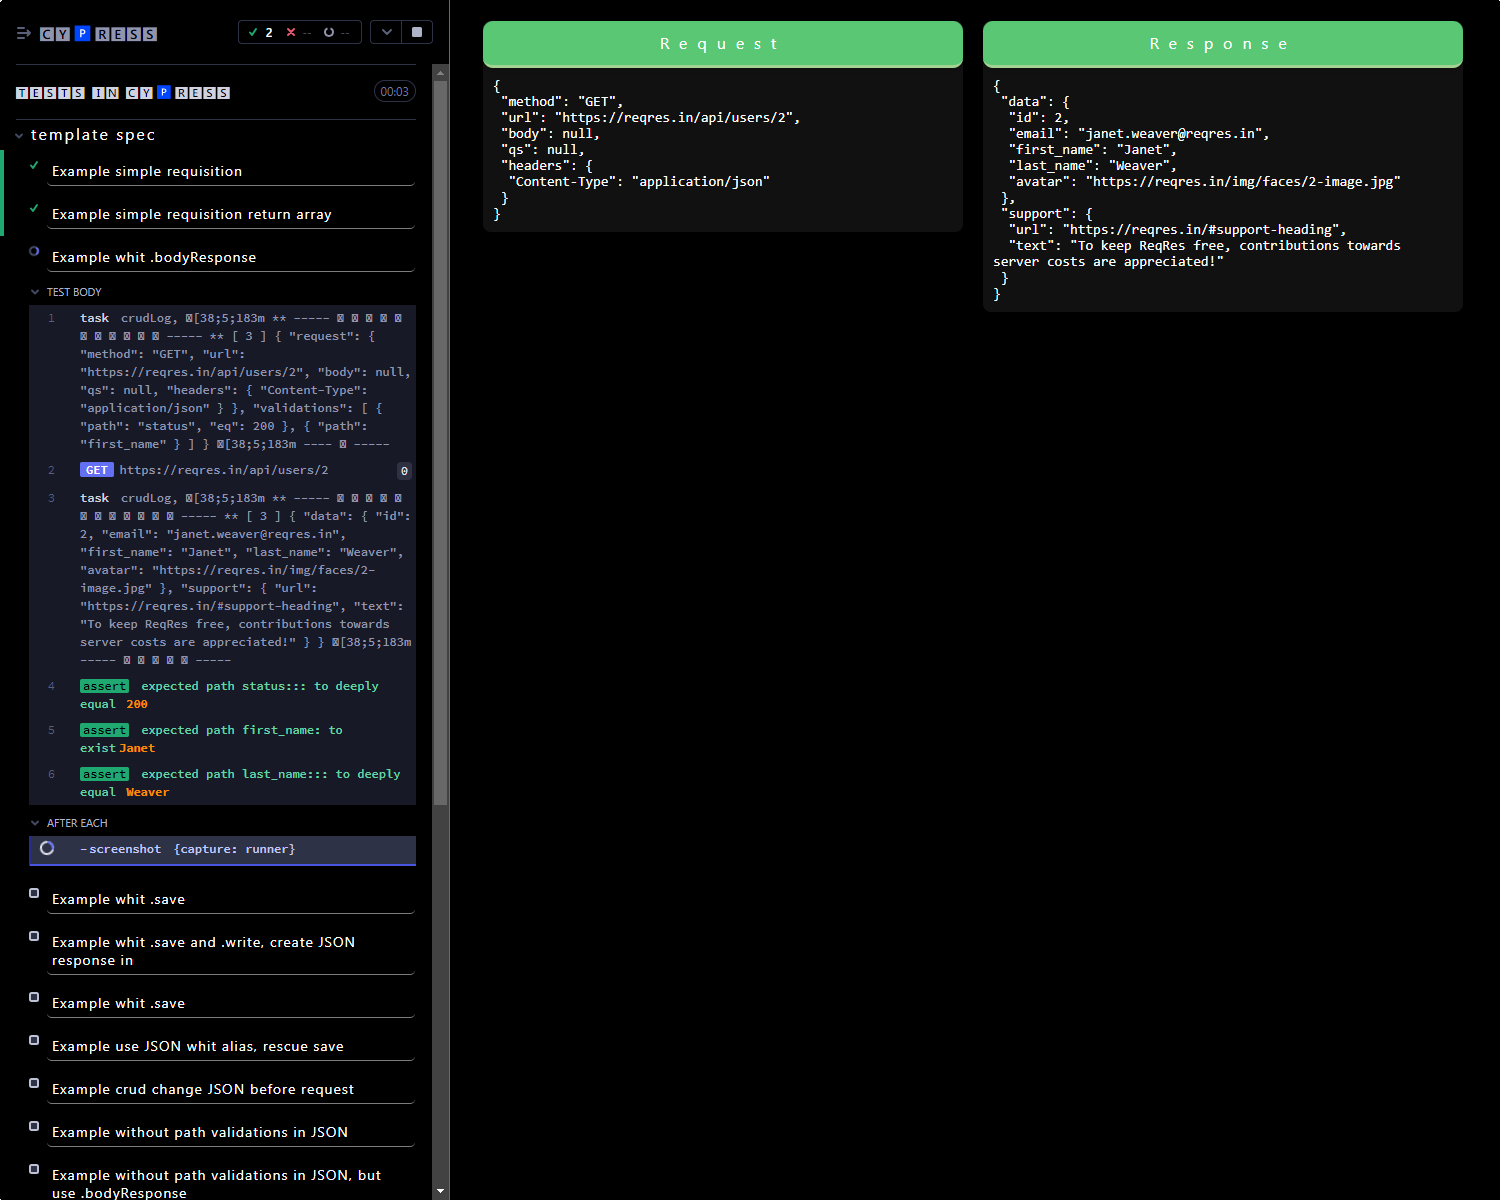 CYPRESS
2 -- --
TESTS IN CYPRESS
00:03
template spec
Example simple requisition
Example simple requisition return array
Example whit .bodyResponse
TEST BODY
1 task crudLog, [38;5;183m ** -----
----- ** [ 3 ] { "request": {
"method": "GET", "url":
"https://reqres.in/api/users/2", "body": null,
"qs": null, "headers": { "Content-Type":
"application/json" } }, "validations": [ {
"path": "status", "eq": 200 }, { "path":
"first_name" } ] } [38;5;183m ---- -----
2 GET https://reqres.in/api/users/2 0
3 task crudLog, [38;5;183m ** -----
----- ** [ 3 ] { "data": { "id":
2, "email": "janet.weaver@reqres.in",
"first_name": "Janet", "last_name": "Weaver",
"avatar": "https://reqres.in/img/faces/2-
image.jpg" }, "support": { "url":
"https://reqres.in/#support-heading", "text":
"To keep ReqRes free, contributions towards
server costs are appreciated!" } } [38;5;183m
----- -----
4 assert expected path status::: to deeply
equal 200
5 assert expected path first_name: to
exist Janet
6 assert expected path last_name::: to deeply
equal Weaver
AFTER EACH
-screenshot {capture: runner}
Example whit .save
Example whit .save and .write, create JSON
response in
Example whit .save
Example use JSON whit alias, rescue save
Example crud change JSON before request
Example without path validations in JSON
Example without path validations in JSON, but
use .bodyResponse
Request
{
"method": "GET",
"url": "https://reqres.in/api/users/2",
"body": null,
"qs": null,
"headers": {
"Content-Type": "application/json"
}
}
Response
{
"data": {
"id": 2,
"email": "janet.weaver@reqres.in",
"first_name": "Janet",
"last_name": "Weaver",
"avatar": "https://reqres.in/img/faces/2-image.jpg"
},
"support": {
"url": "https://reqres.in/#support-heading",
"text": "To keep ReqRes free, contributions towards
server costs are appreciated!"
}
}